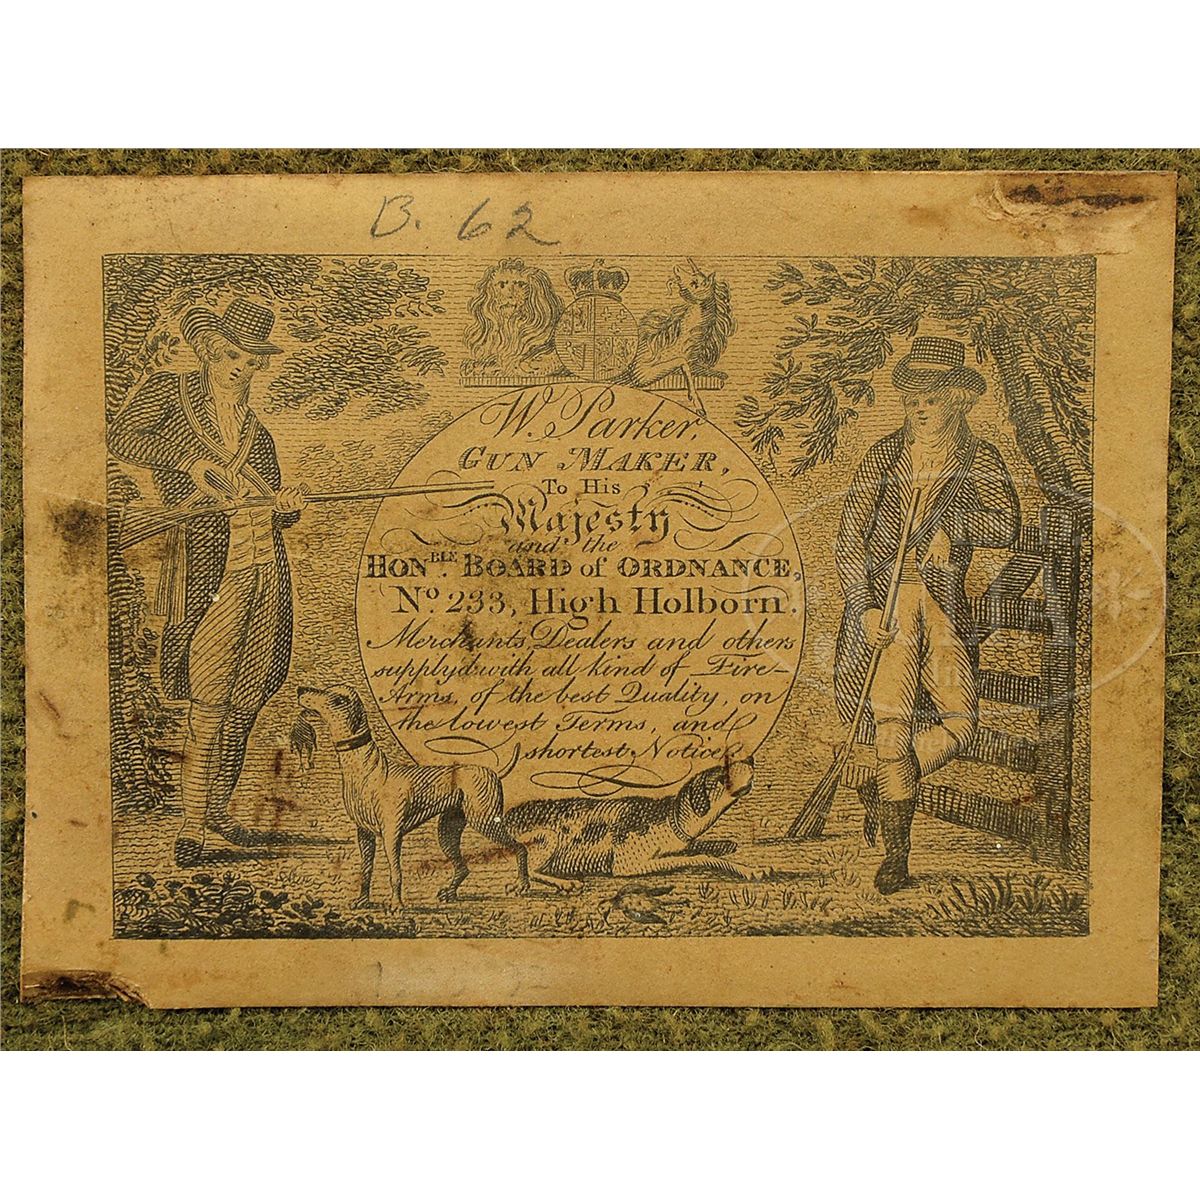 B. 62
W. Parker,
GUN MAKER,
To His
Majesty
and the
HONBLE. BOARD of ORDNANCE,
No. 233, High Holborn.
Merchants, Dealers and others
supply'd with all kind of Fire-
Arms, of the best Quality, on
the lowest Terms, and
shortest Notice